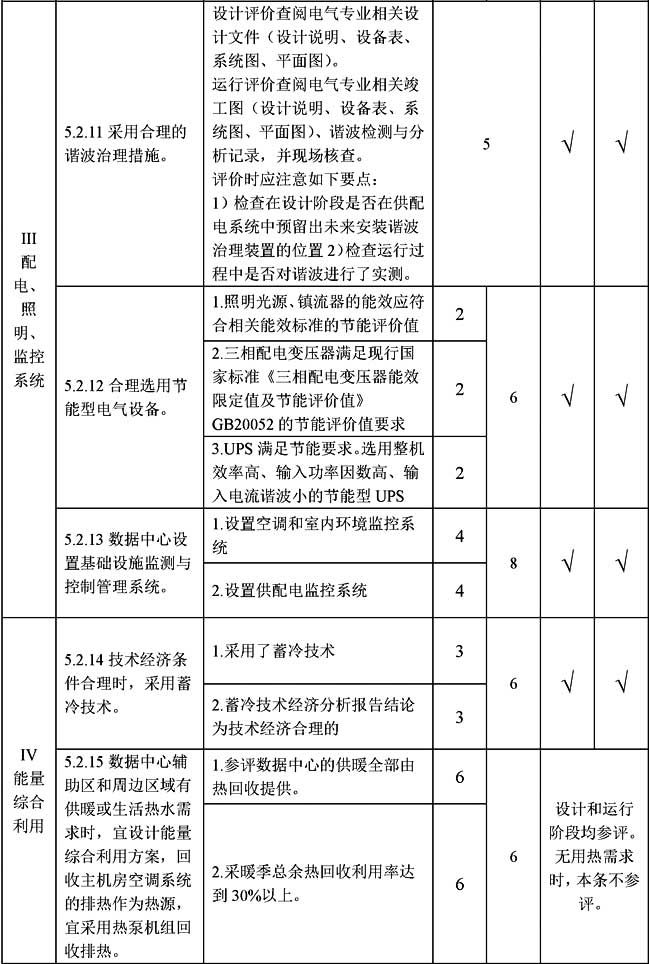 III
配
电、
照
明、
监控
系统
5.2.11 采用合理的
谐波治理措施。
设计评价查阅电气专业相关设
计文件（设计说明、设备表、
系统图、平面图）。
运行评价查阅电气专业相关竣
工图（设计说明、设备表、系
统图、平面图）、谐波检测与分
析记录，并现场核查。
评价时应注意如下要点：
1）检查在设计阶段是否在供配
电系统中预留出未来安装谐波
治理装置的位置 2）检查运行过
程中是否对谐波进行了实测。
5
√
√
5.2.12 合理选用节
能型电气设备。
1.照明光源、镇流器的能效应符
合相关能效标准的节能评价值
2
2.三相配电变压器满足现行国
家标准《三相配电变压器能效
限定值及节能评价值》
GB20052 的节能评价值要求
2
3.UPS 满足节能要求。选用整机
效率高、输入功率因数高、输
入电流谐波小的节能型 UPS
2
6
√
√
5.2.13 数据中心设
置基础设施监测与
控制管理系统。
1.设置空调和室内环境监控系
统
4
2.设置供配电监控系统
4
8
√
√
IV
能量
综合
利用
5.2.14 技术经济条
件合理时，采用蓄
冷技术。
1.采用了蓄冷技术
3
2.蓄冷技术经济分析报告结论
为技术经济合理的
3
6
√
√
5.2.15 数据中心辅
助区和周边区域有
供暖或生活热水需
求时，宜设计能量
综合利用方案，回
收主机房空调系统
的排热作为热源，
宜采用热泵机组回
收排热。
1.参评数据中心的供暖全部由
热回收提供。
6
2.采暖季总余热回收利用率达
到 30%以上。
6
6
设计和运行
阶段均参评。
无用热需求
时，本条不参
评。